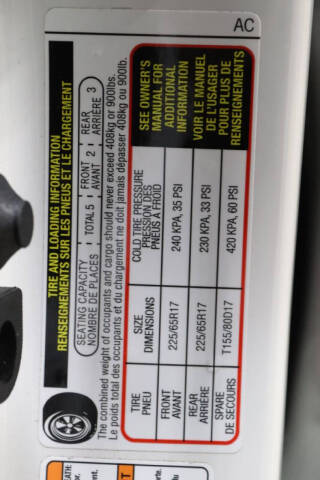 TIRE AND LOADING INFORMATION
RENSEIGNEMENTS SUR LES PNEUS ET LE CHARGEMENT
SEATING CAPACITY TOTAL 5 FRONT 2 REAR 3
NOMBRE DE PLACES AVANT ARRIÈRE
The combined weight of occupants and cargo should never exceed 408kg or 900lb.
Le poids total des occupants et du chargement ne doit jamais dépasser 408kg ou 900lb.
TIRE SIZE COLD TIRE PRESSURE
PNEU DIMENSIONS PRESSION DES PNEUS À FROID
FRONT 225/65R17 240 KPA, 35 PSI
AVANT
REAR 225/65R17 230 KPA, 33 PSI
ARRIÈRE
SPARE T155/80D17 420 KPA, 60 PSI
DE SECOURS
SEE OWNER'S
MANUAL FOR
ADDITIONAL
INFORMATION
VOIR LE MANUEL
DE L'USAGER
POUR PLUS DE
RENSEIGNEMENTS
AC